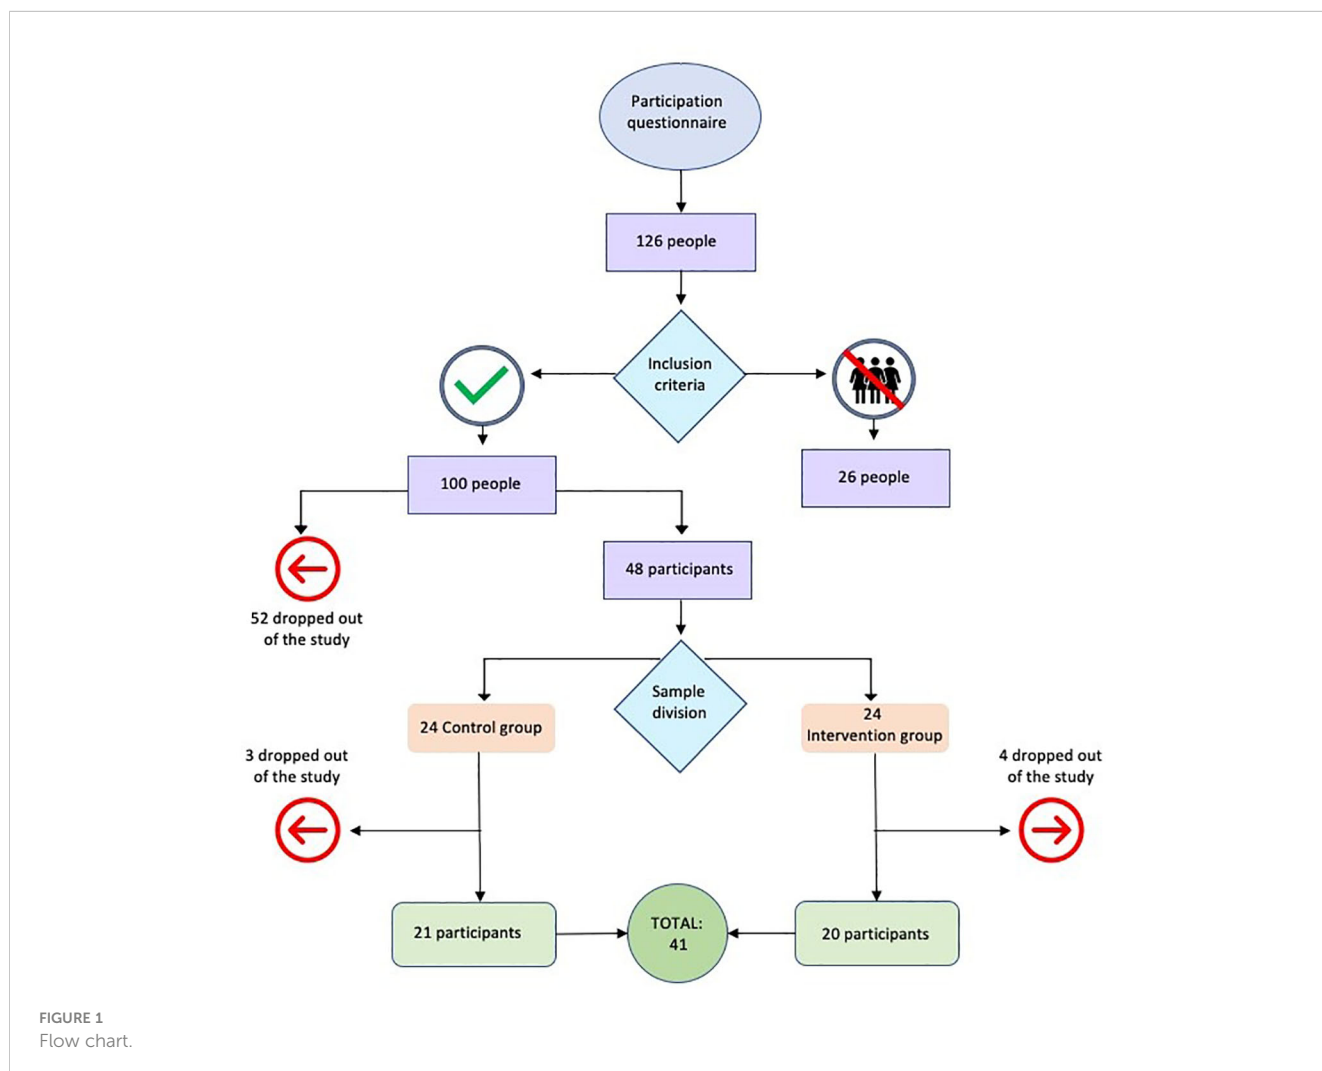 Participation
questionnaire
126 people
Inclusion
criteria
100 people
26 people
52 dropped out
of the study
48 participants
Sample
division
24 Control group
24
Intervention group
3 dropped out
of the study
4 dropped out
of the study
21 participants
TOTAL:
41
20 participants
FIGURE 1
Flow chart.